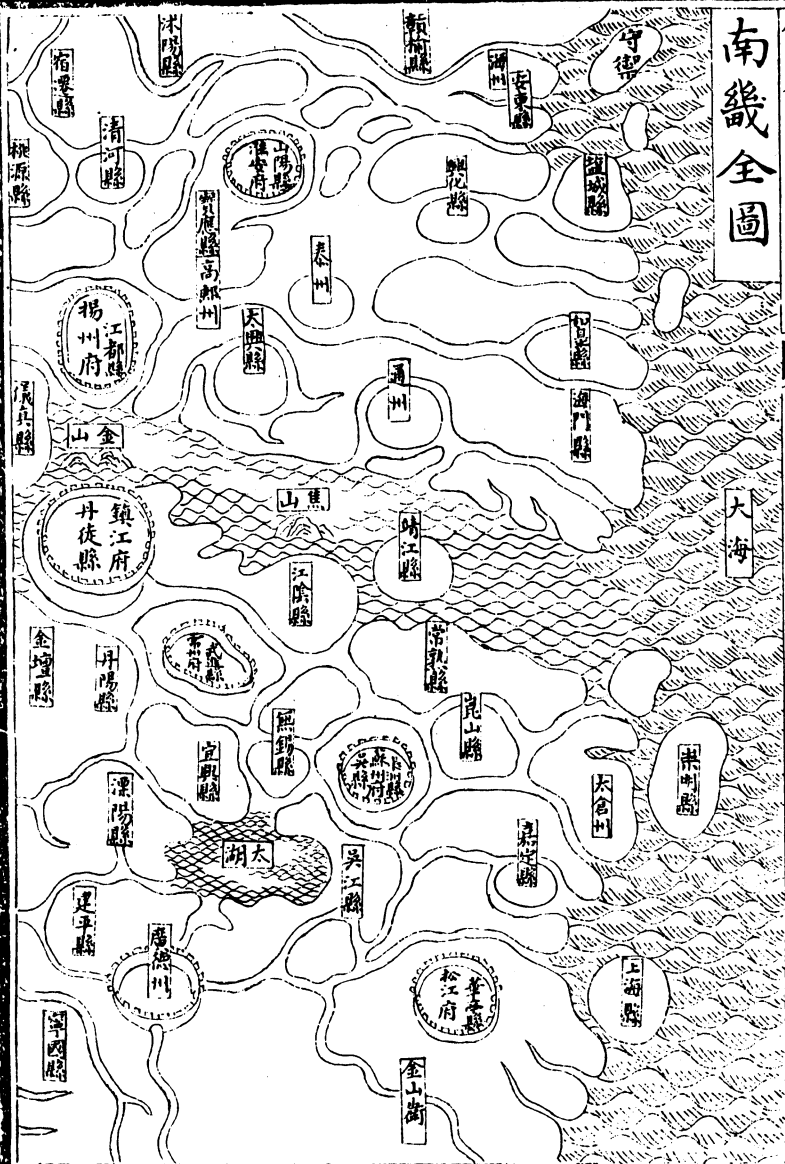 南畿全圖
守禦
大海
贛榆縣
海州
安東縣
鹽城縣
沭陽縣
宿遷縣
清河縣
桃源縣
山陽縣
淮安府
興化縣
寶應縣
高郵州
泰州
如皋縣
海門縣
通州
太興縣
江都縣
揚州府
儀真縣
金山
焦山
靖江縣
江陰縣
鎮江府
丹徒縣
常熟縣
武進縣
常州府
丹陽縣
金壇縣
崇明縣
太倉州
崑山縣
長洲縣
蘇州府
吳縣
無錫縣
宜興縣
溧陽縣
太湖
嘉定縣
吳江縣
建平縣
廣德州
上海縣
華亭縣
松江府
金山衛
寧國縣